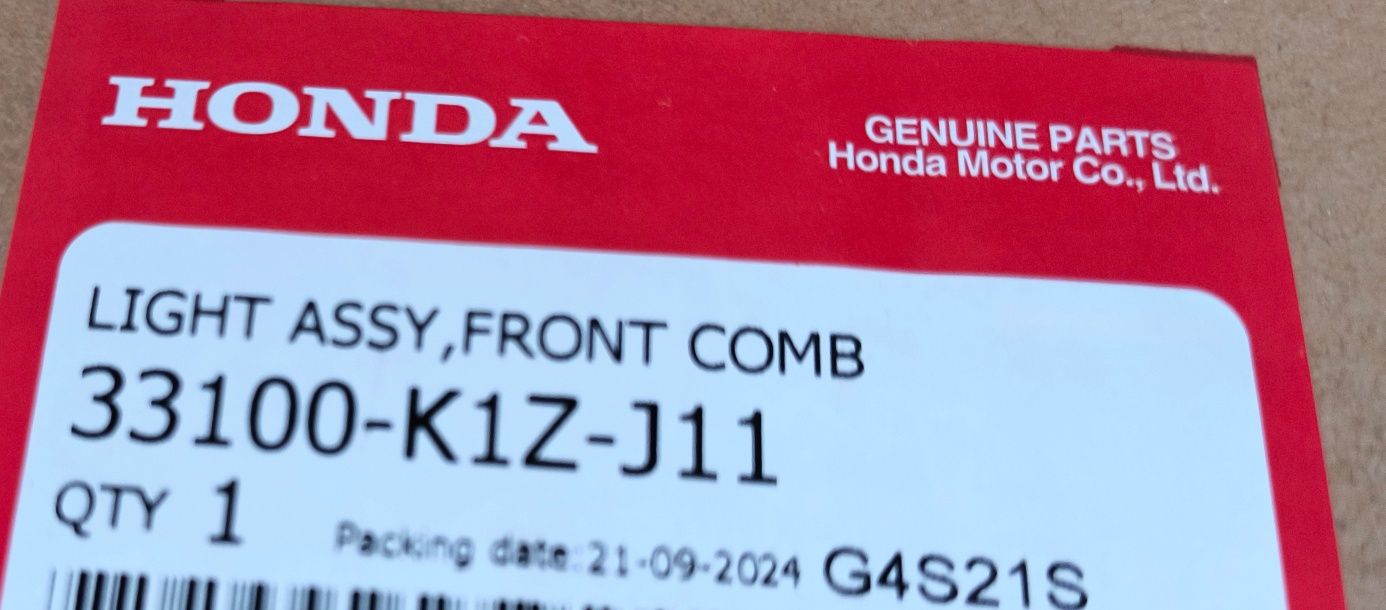 HONDA
GENUINE PARTS
Honda Motor Co., Ltd.
LIGHT ASSY,FRONT COMB
33100-K1Z-J11
QTY 1
Packing date:21-09-2024 G4S21S